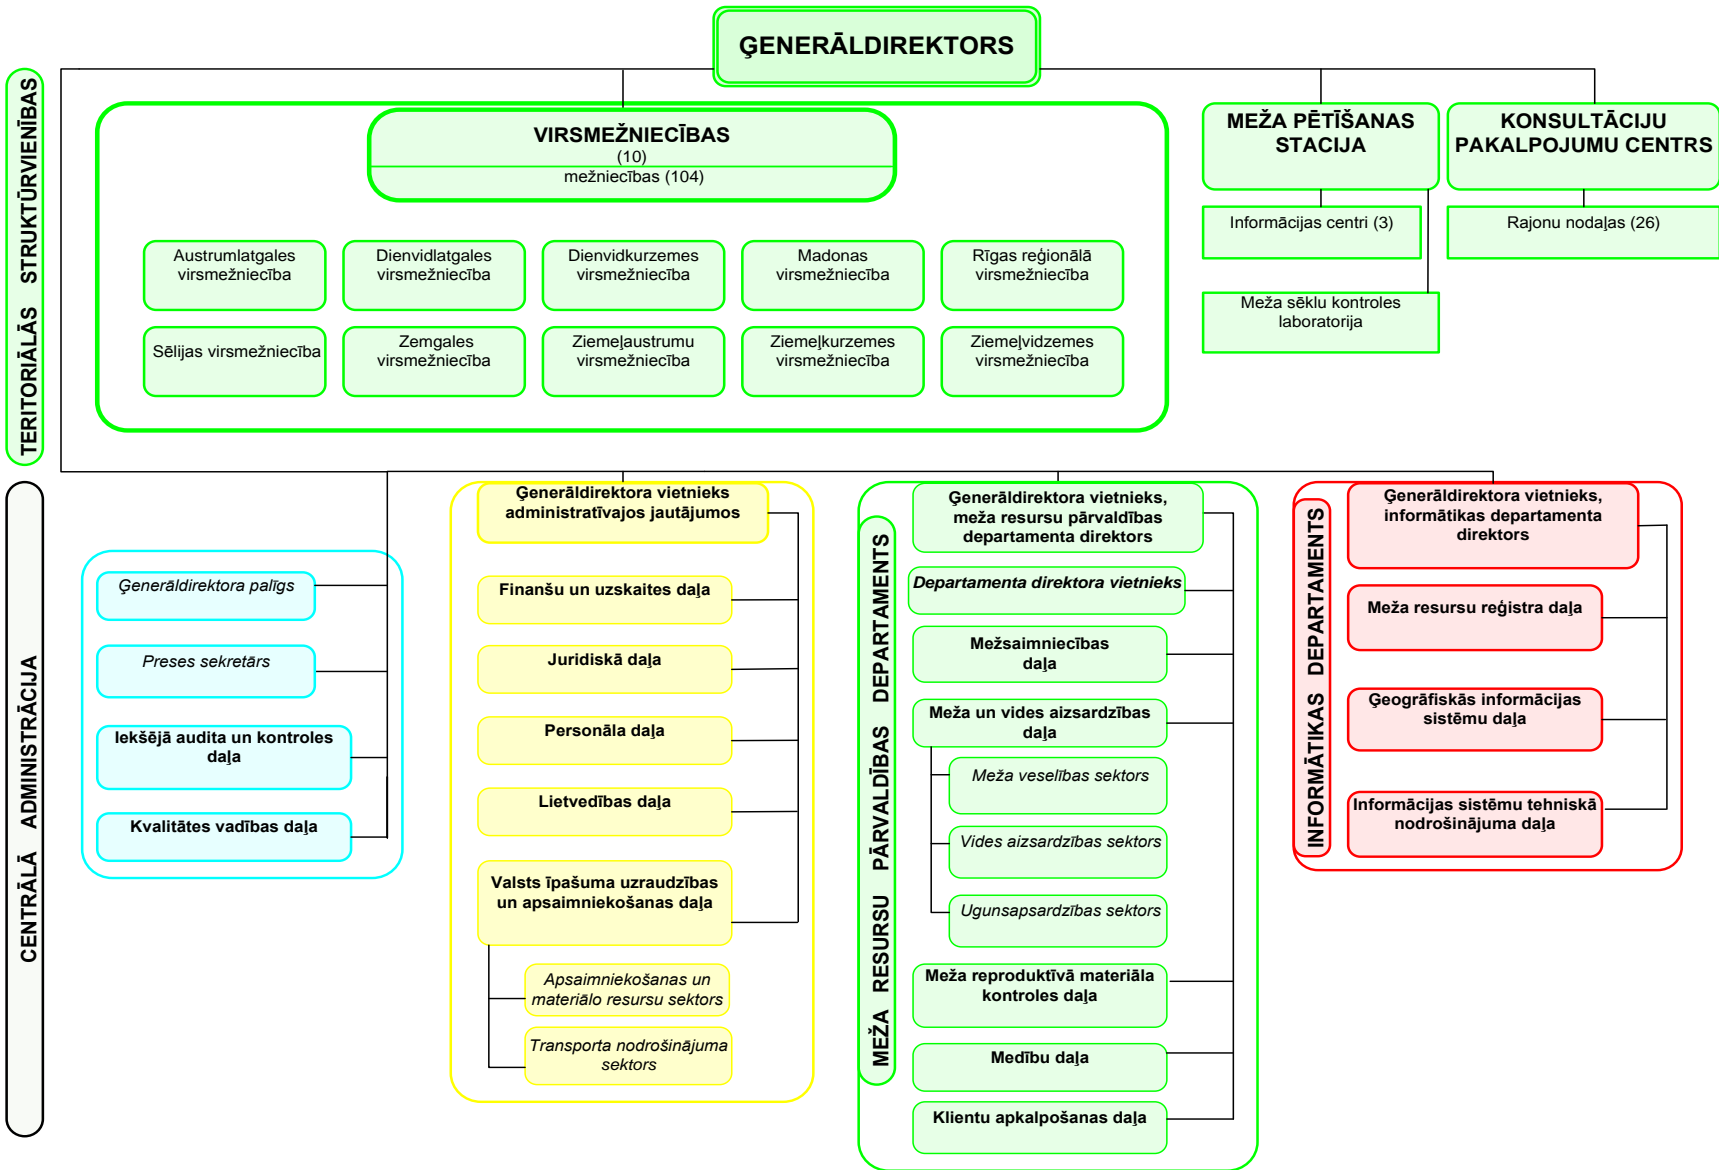 ĢENERĀLDIREKTORS
TERITORIĀLĀS STRUKTŪRVIENĪBAS
VIRSMEŽNIECĪBAS
(10)
mežniecības (104)
MEŽA PĒTĪŠANAS
STACIJA
KONSULTĀCIJU
PAKALPOJUMU CENTRS
Informācijas centri (3)
Rajonu nodaļas (26)
Meža sēklu kontroles
laboratorija
Austrumlatgales
virsmežniecība
Dienvidlatgales
virsmežniecība
Dienvidkurzemes
virsmežniecība
Madonas
virsmežniecība
Rīgas reģionālā
virsmežniecība
Sēlijas virsmežniecība
Zemgales
virsmežniecība
Ziemeļaustrumu
virsmežniecība
Ziemeļkurzemes
virsmežniecība
Ziemeļvidzemes
virsmežniecība
CENTRĀLĀ ADMINISTRĀCIJA
Ģenerāldirektora palīgs
Preses sekretārs
Iekšējā audita un kontroles
daļa
Kvalitātes vadības daļa
Ģenerāldirektora vietnieks
administratīvajos jautājumos
Finanšu un uzskaites daļa
Juridiskā daļa
Personāla daļa
Lietvedības daļa
Valsts īpašuma uzraudzības
un apsaimniekošanas daļa
Apsaimniekošanas un
materiālo resursu sektors
Transporta nodrošinājuma
sektors
MEŽA RESURSU PĀRVALDĪBAS DEPARTAMENTS
Ģenerāldirektora vietnieks,
meža resursu pārvaldības
departamenta direktors
Departamenta direktora vietnieks
Mežsaimniecības
daļa
Meža un vides aizsardzības
daļa
Meža veselības sektors
Vides aizsardzības sektors
Ugunsapsardzības sektors
Meža reproduktīvā materiāla
kontroles daļa
Medību daļa
Klientu apkalpošanas daļa
INFORMĀTIKAS DEPARTAMENTS
Ģenerāldirektora vietnieks,
informātikas departamenta
direktors
Meža resursu reģistra daļa
Ģeogrāfiskās informācijas
sistēmu daļa
Informācijas sistēmu tehniskā
nodrošinājuma daļa